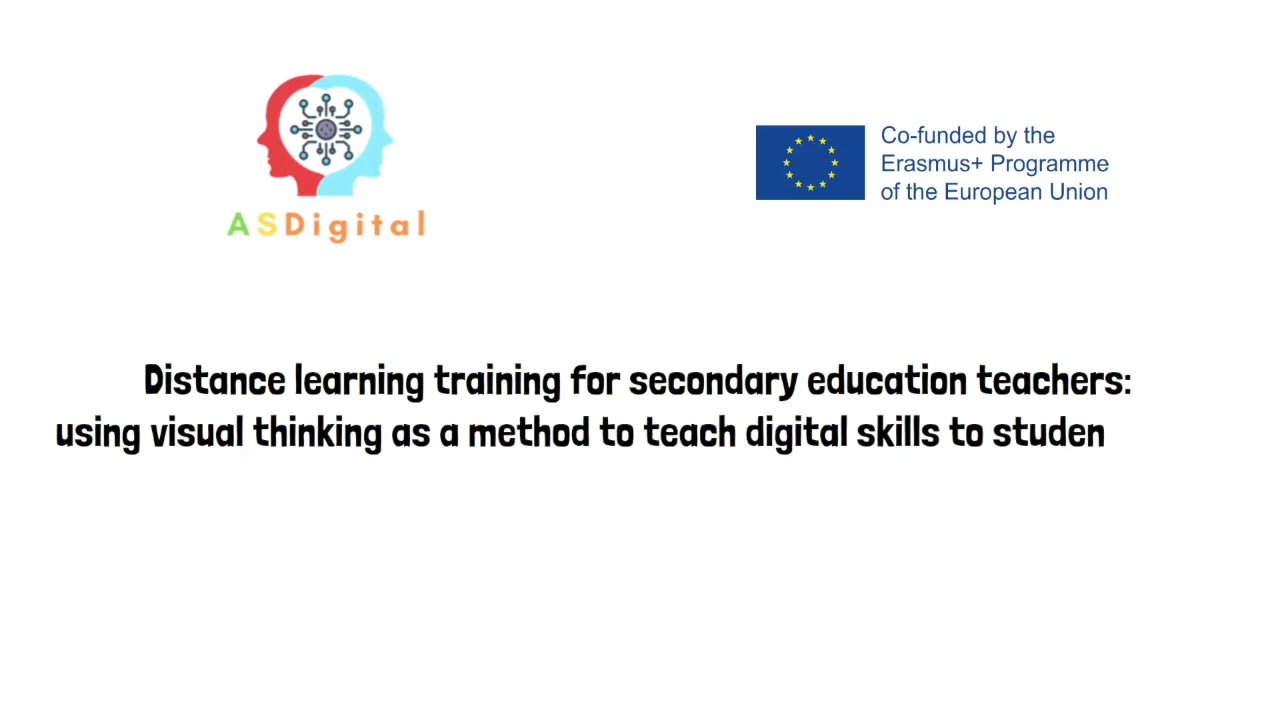 ASDigital
Co-funded by the
Erasmus+ Programme
of the European Union
Distance learning training for secondary education teachers:
using visual thinking as a method to teach digital skills to studen